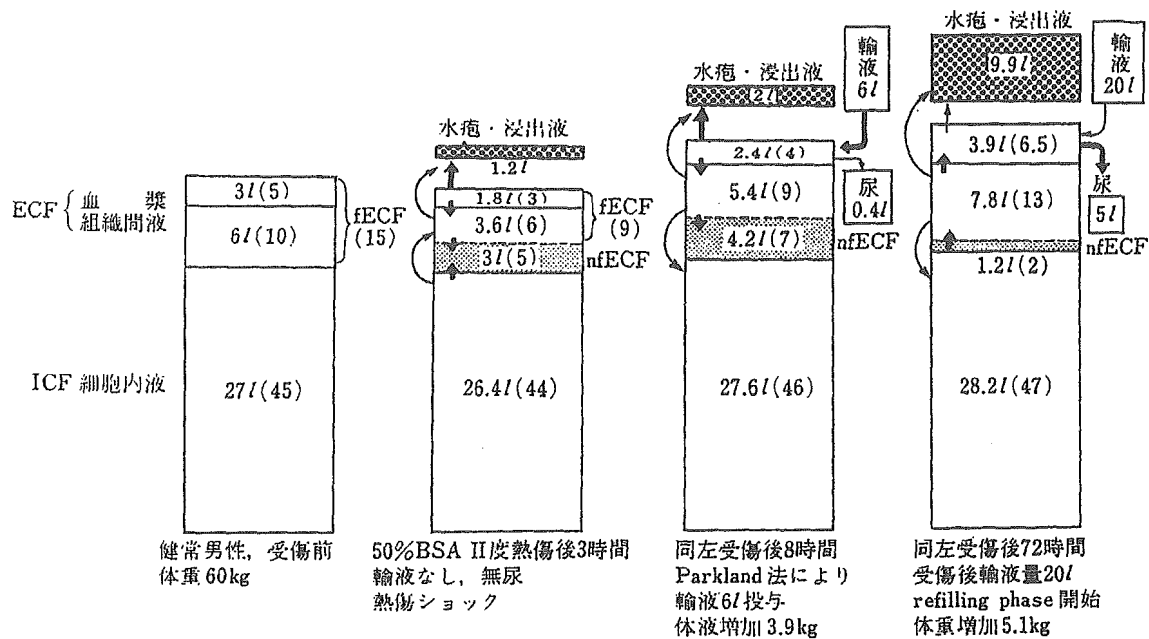 水疱・浸出液
9.9l
輸液
20l
3.9l(6.5)
尿
5l
7.8l(13)
nfECF
1.2l(2)
28.2l(47)
水疱・浸出液
2l
輸液
6l
2.4l(4)
尿
0.4l
5.4l(9)
4.2l(7)
nfECF
27.6l(46)
水疱・浸出液
1.2l
1.8l(3)
3.6l(6)
fECF
(9)
3l(5)
nfECF
26.4l(44)
ECF
血漿
組織間液
3l(5)
6l(10)
fECF
(15)
ICF 細胞内液
27l(45)
健常男性,受傷前
体重60kg
50%BSA II度熱傷後3時間
輸液なし,無尿
熱傷ショック
同左受傷後8時間
Parkland法により
輸液6l投与
体液増加3.9kg
同左受傷後72時間
受傷後輸液量20l
refilling phase開始
体重増加5.1kg